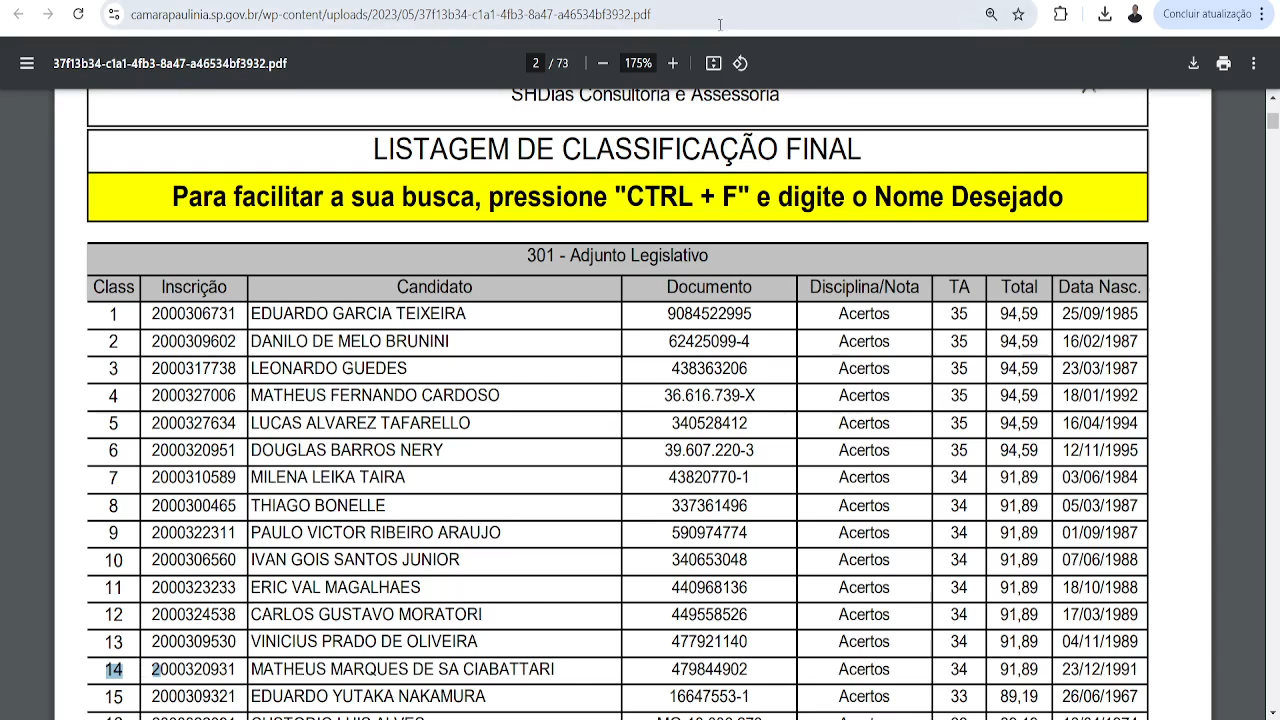 camarapaulinia.sp.gov.br/wp-content/uploads/2023/05/37f13b34-c1a1-4fb3-8a47-a46534bf3932.pdf
Concluir atualização
37f13b34-c1a1-4fb3-8a47-a46534bf3932.pdf 2 / 73 175%
SHDias Consultoria e Assessoria
LISTAGEM DE CLASSIFICAÇÃO FINAL
Para facilitar a sua busca, pressione "CTRL + F" e digite o Nome Desejado
301 - Adjunto Legislativo
Class Inscrição Candidato Documento Disciplina/Nota TA Total Data Nasc.
1 2000306731 EDUARDO GARCIA TEIXEIRA 9084522995 Acertos 35 94,59 25/09/1985
2 2000309602 DANILO DE MELO BRUNINI 62425099-4 Acertos 35 94,59 16/02/1987
3 2000317738 LEONARDO GUEDES 438363206 Acertos 35 94,59 23/03/1987
4 2000327006 MATHEUS FERNANDO CARDOSO 36.616.739-X Acertos 35 94,59 18/01/1992
5 2000327634 LUCAS ALVAREZ TAFARELLO 340528412 Acertos 35 94,59 16/04/1994
6 2000320951 DOUGLAS BARROS NERY 39.607.220-3 Acertos 35 94,59 12/11/1995
7 2000310589 MILENA LEIKA TAIRA 43820770-1 Acertos 34 91,89 03/06/1984
8 2000300465 THIAGO BONELLE 337361496 Acertos 34 91,89 05/03/1987
9 2000322311 PAULO VICTOR RIBEIRO ARAUJO 590974774 Acertos 34 91,89 01/09/1987
10 2000306560 IVAN GOIS SANTOS JUNIOR 340653048 Acertos 34 91,89 07/06/1988
11 2000323233 ERIC VAL MAGALHAES 440968136 Acertos 34 91,89 18/10/1988
12 2000324538 CARLOS GUSTAVO MORATORI 449558526 Acertos 34 91,89 17/03/1989
13 2000309530 VINICIUS PRADO DE OLIVEIRA 477921140 Acertos 34 91,89 04/11/1989
14 2000320931 MATHEUS MARQUES DE SA CIABATTARI 479844902 Acertos 34 91,89 23/12/1991
15 2000309321 EDUARDO YUTAKA NAKAMURA 16647553-1 Acertos 33 89,19 26/06/1967